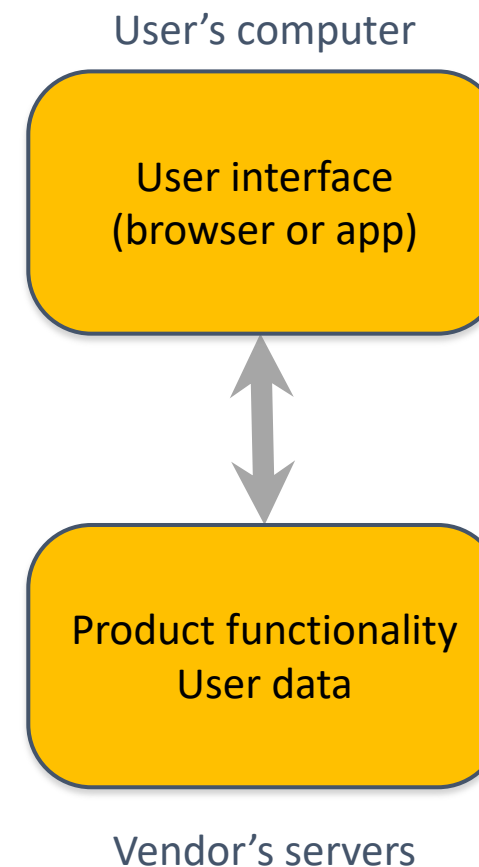 User’s computer
User interface
(browser or app)
Product functionality
User data
Vendor’s servers